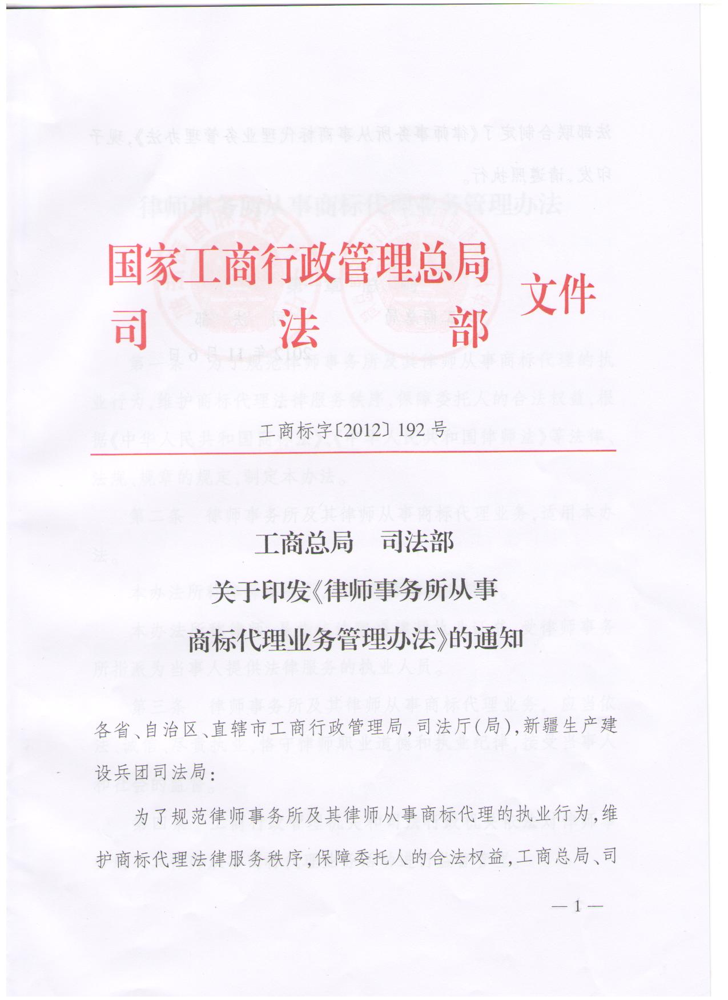 国家工商行政管理总局
司法部
文件
工商标字〔2012〕192号
工商总局 司法部
关于印发《律师事务所从事
商标代理业务管理办法》的通知
各省、自治区、直辖市工商行政管理局,司法厅(局),新疆生产建
设兵团司法局:
为了规范律师事务所及其律师从事商标代理的执业行为,维
护商标代理法律服务秩序,保障委托人的合法权益,工商总局、司
— 1 —